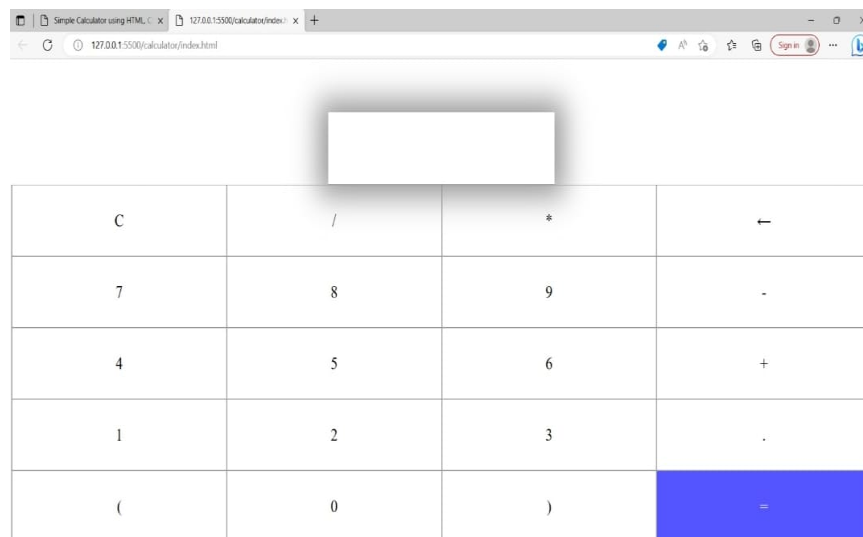 Simple Calculator using HTML, C 127.0.0.1:5500/calculator/index.h
127.0.0.1:5500/calculator/index.html Sign in
C / * ←
7 8 9 -
4 5 6 +
1 2 3 .
( 0 ) =